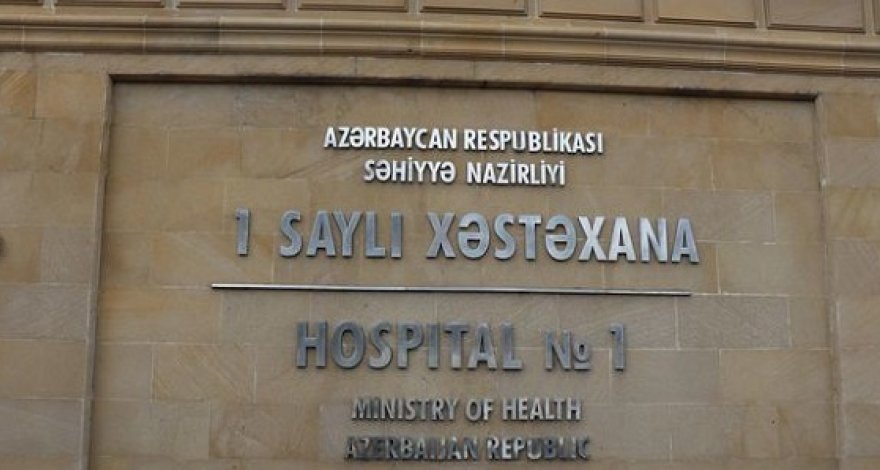 AZƏRBAYCAN RESPUBLİKASI
SƏHİYYƏ NAZİRLİYİ
1 SAYLI XƏSTƏXANA
HOSPITAL № 1
MINISTRY OF HEALTH
AZERBAIJAN REPUBLIC